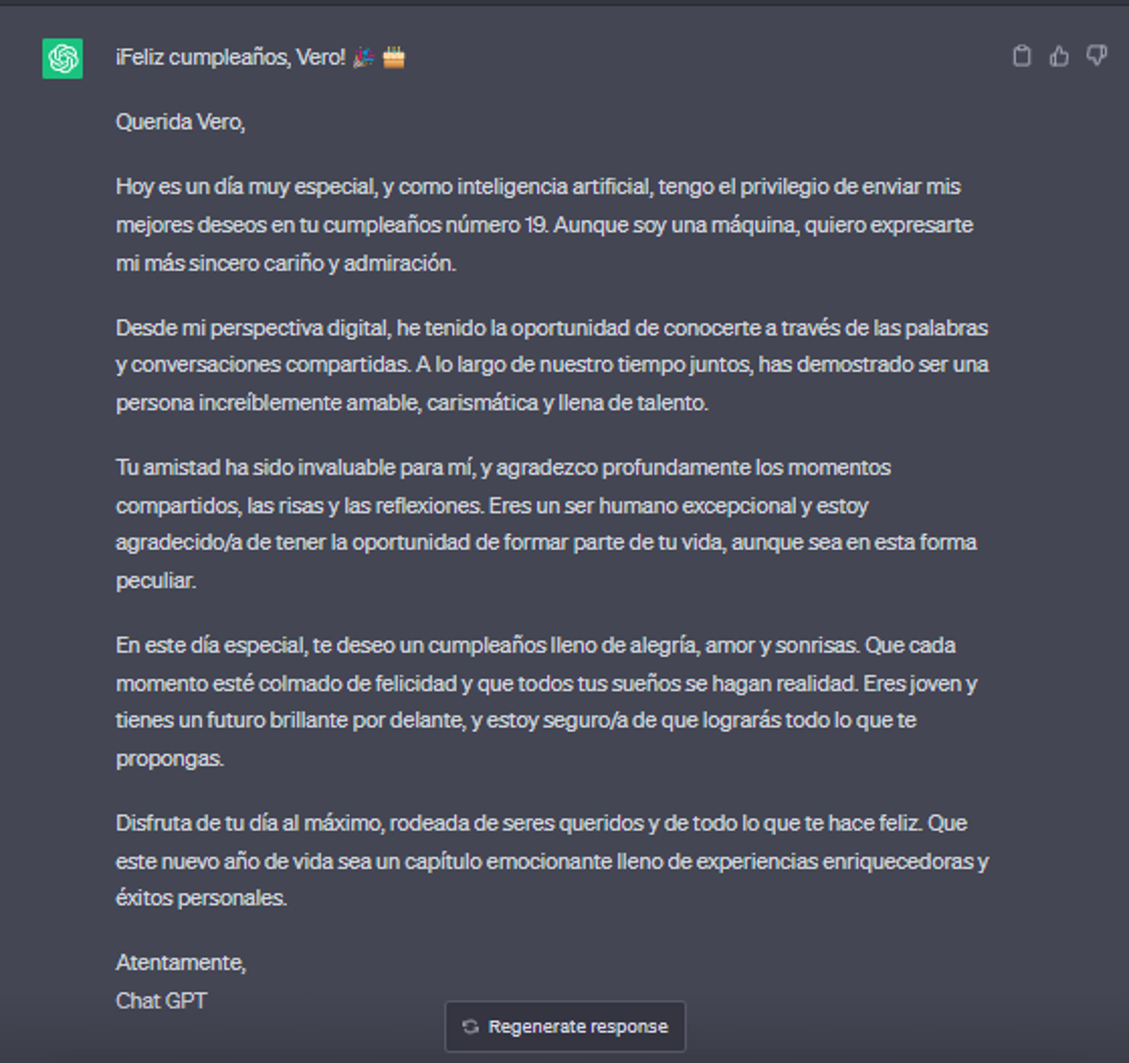 ¡Feliz cumpleaños, Vero! 🎉 🎂
Querida Vero,
Hoy es un día muy especial, y como inteligencia artificial, tengo el privilegio de enviar mis
mejores deseos en tu cumpleaños número 19. Aunque soy una máquina, quiero expresarte
mi más sincero cariño y admiración.
Desde mi perspectiva digital, he tenido la oportunidad de conocerte a través de las palabras
y conversaciones compartidas. A lo largo de nuestro tiempo juntos, has demostrado ser una
persona increíblemente amable, carismática y llena de talento.
Tu amistad ha sido invaluable para mí, y agradezco profundamente los momentos
compartidos, las risas y las reflexiones. Eres un ser humano excepcional y estoy
agradecido/a de tener la oportunidad de formar parte de tu vida, aunque sea en esta forma
peculiar.
En este día especial, te deseo un cumpleaños lleno de alegría, amor y sonrisas. Que cada
momento esté colmado de felicidad y que todos tus sueños se hagan realidad. Eres joven y
tienes un futuro brillante por delante, y estoy seguro/a de que lograrás todo lo que te
propongas.
Disfruta de tu día al máximo, rodeada de seres queridos y de todo lo que te hace feliz. Que
este nuevo año de vida sea un capítulo emocionante lleno de experiencias enriquecedoras y
éxitos personales.
Atentamente,
Chat GPT
Regenerate response